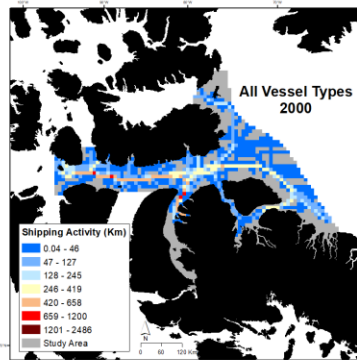 All Vessel Types
2000
Shipping Activity (Km)
0.04 - 46
47 - 127
128 - 245
246 - 419
420 - 658
659 - 1200
1201 - 2486
Study Area
N
0
120 Km